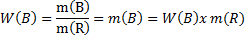 W(B) = m(B)/m(R) = m(B) = W(B)x m(R)